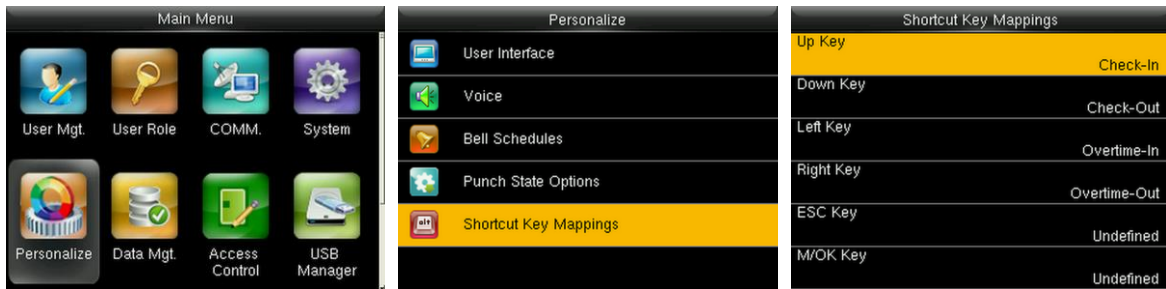 Main Menu
User Mgt.
User Role
COMM.
System
Personalize
Data Mgt.
Access
Control
USB
Manager
Personalize
User Interface
Voice
Bell Schedules
Punch State Options
alt
Shortcut Key Mappings
Shortcut Key Mappings
Up Key
Check-In
Down Key
Check-Out
Left Key
Overtime-In
Right Key
Overtime-Out
ESC Key
Undefined
M/OK Key
Undefined